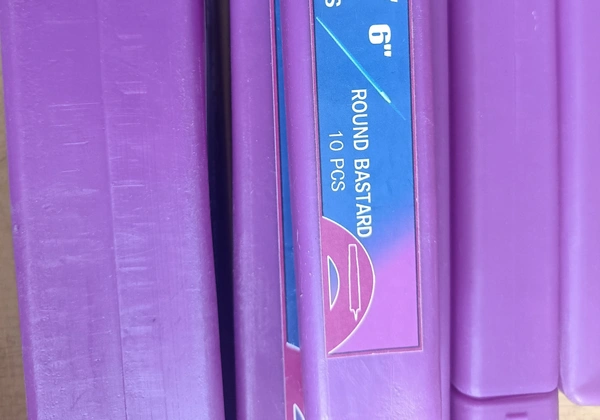 6"
ROUND BASTARD
10 PCS